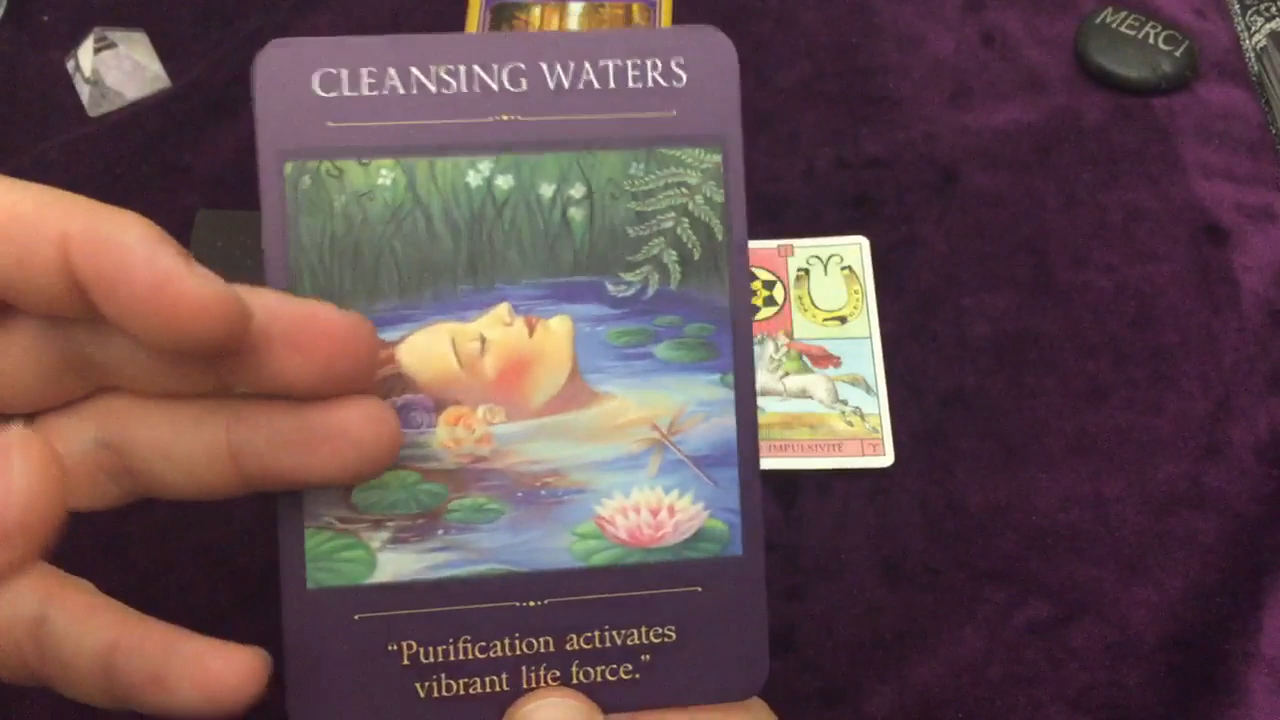 MERCI
CLEANSING WATERS
IMPULSIVITÉ
“Purification activates
vibrant life force.”